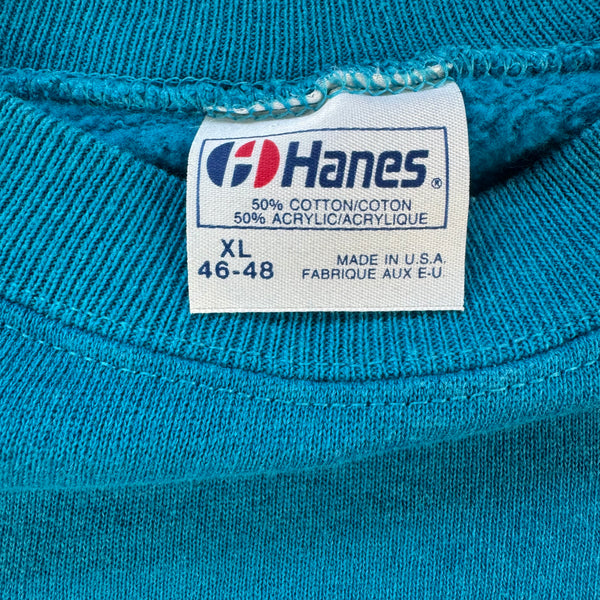 Hanes®
50% COTTON/COTON
50% ACRYLIC/ACRYLIQUE
XL
46-48
MADE IN U.S.A.
FABRIQUE AUX E-U